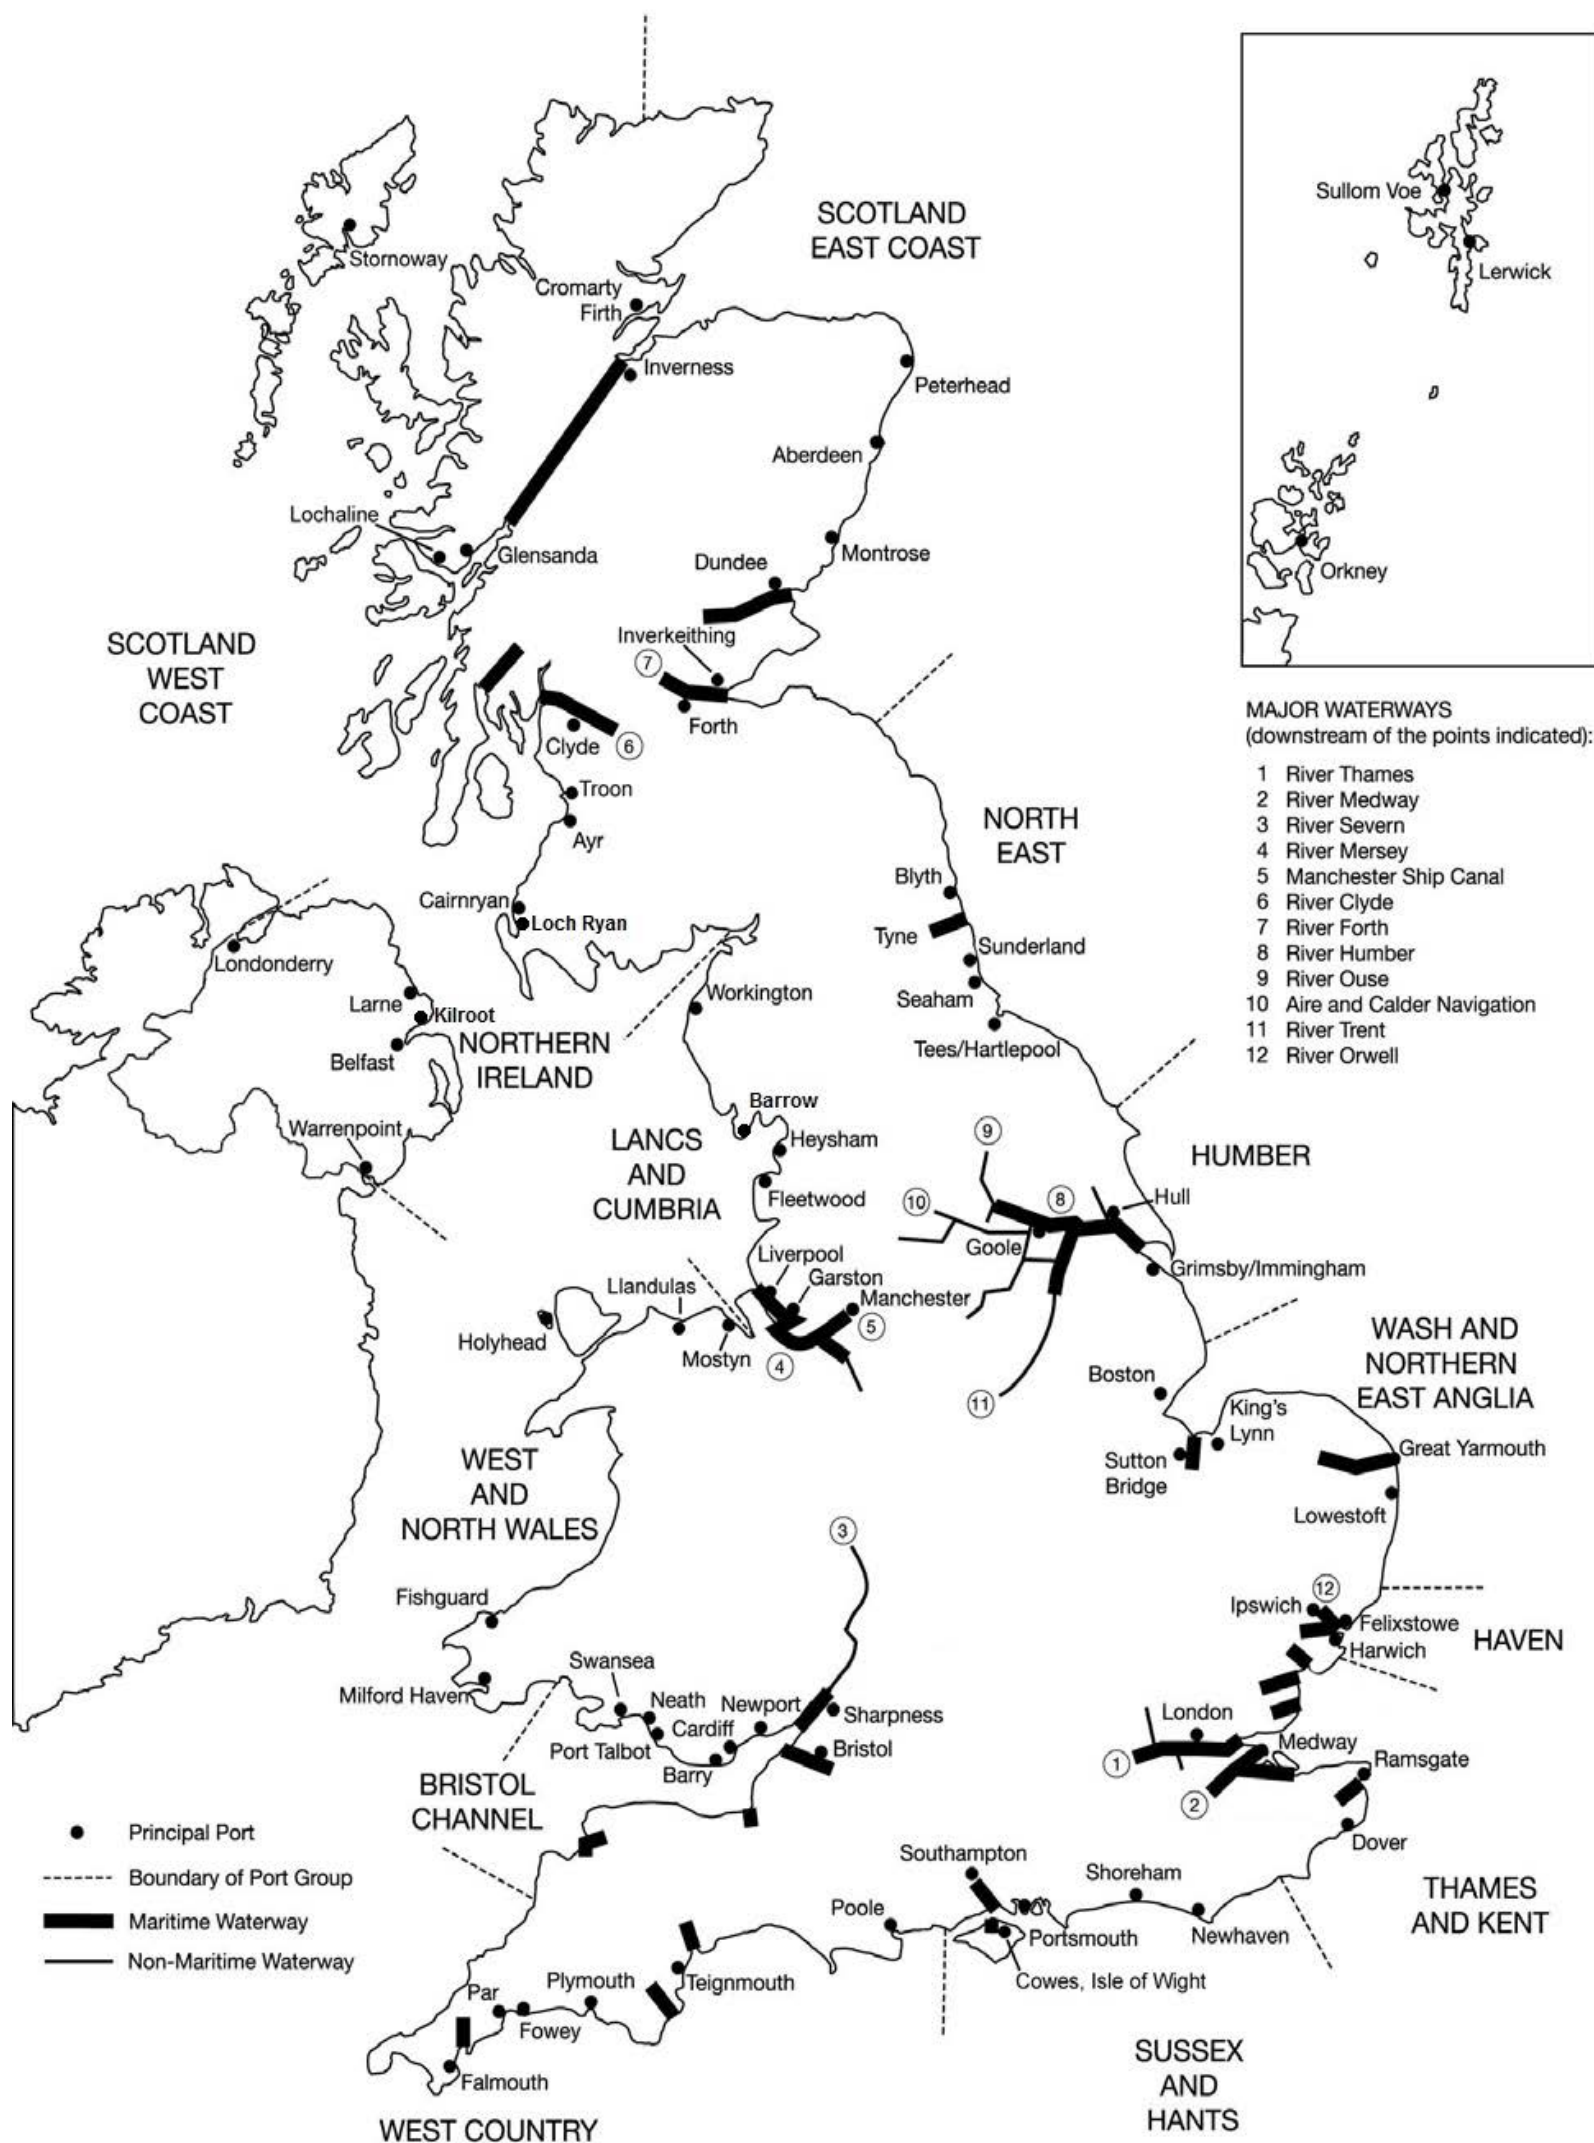 SCOTLAND
EAST COAST
Sullom Voe
Lerwick
Orkney
Stornoway
Cromarty
Firth
Inverness
Peterhead
Aberdeen
Lochaline
Glensanda
Montrose
Dundee
Inverkeithing
7
Forth
SCOTLAND
WEST
COAST
Clyde
6
Troon
Ayr
MAJOR WATERWAYS
(downstream of the points indicated):
1 River Thames
2 River Medway
3 River Severn
4 River Mersey
5 Manchester Ship Canal
6 River Clyde
7 River Forth
8 River Humber
9 River Ouse
10 Aire and Calder Navigation
11 River Trent
12 River Orwell
NORTH
EAST
Blyth
Tyne
Sunderland
Seaham
Tees/Hartlepool
Cairnryan
Loch Ryan
Londonderry
Larne
Kilroot
Belfast
NORTHERN
IRELAND
Warrenpoint
Workington
Barrow
Heysham
Fleetwood
LANCS
AND
CUMBRIA
HUMBER
9
8
10
Hull
Goole
Grimsby/Immingham
11
Liverpool
Garston
Manchester
5
4
Llandulas
Holyhead
Mostyn
WASH AND
NORTHERN
EAST ANGLIA
Boston
King's
Lynn
Sutton
Bridge
Great Yarmouth
Lowestoft
WEST
AND
NORTH WALES
3
Fishguard
Milford Haven
Swansea
Neath
Newport
Cardiff
Port Talbot
Barry
Sharpness
Bristol
BRISTOL
CHANNEL
12
Ipswich
Felixstowe
Harwich
HAVEN
London
1
Medway
2
Ramsgate
Dover
THAMES
AND KENT
Southampton
Shoreham
Poole
Portsmouth
Newhaven
Cowes, Isle of Wight
Principal Port
Boundary of Port Group
Maritime Waterway
Non-Maritime Waterway
Par
Plymouth
Teignmouth
Fowey
Falmouth
WEST COUNTRY
SUSSEX
AND
HANTS